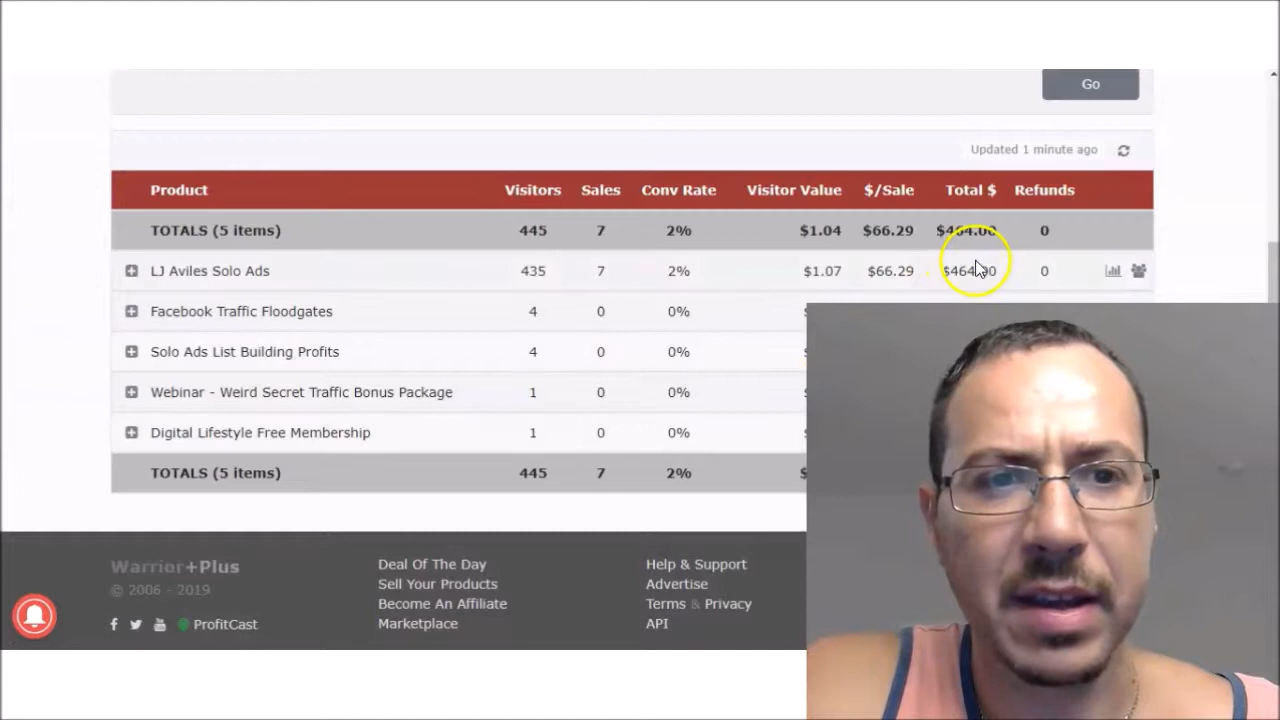 Go
Updated 1 minute ago
Product Visitors Sales Conv Rate Visitor Value $/Sale Total $ Refunds
TOTALS (5 items) 445 7 2% $1.04 $66.29 $464.00 0
LJ Aviles Solo Ads 435 7 2% $1.07 $66.29 $464.00 0
Facebook Traffic Floodgates 4 0 0%
Solo Ads List Building Profits 4 0 0%
Webinar - Weird Secret Traffic Bonus Package 1 0 0%
Digital Lifestyle Free Membership 1 0 0%
TOTALS (5 items) 445 7 2%
Warrior+Plus
© 2006 - 2019
ProfitCast
Deal Of The Day
Sell Your Products
Become An Affiliate
Marketplace
Help & Support
Advertise
Terms & Privacy
API